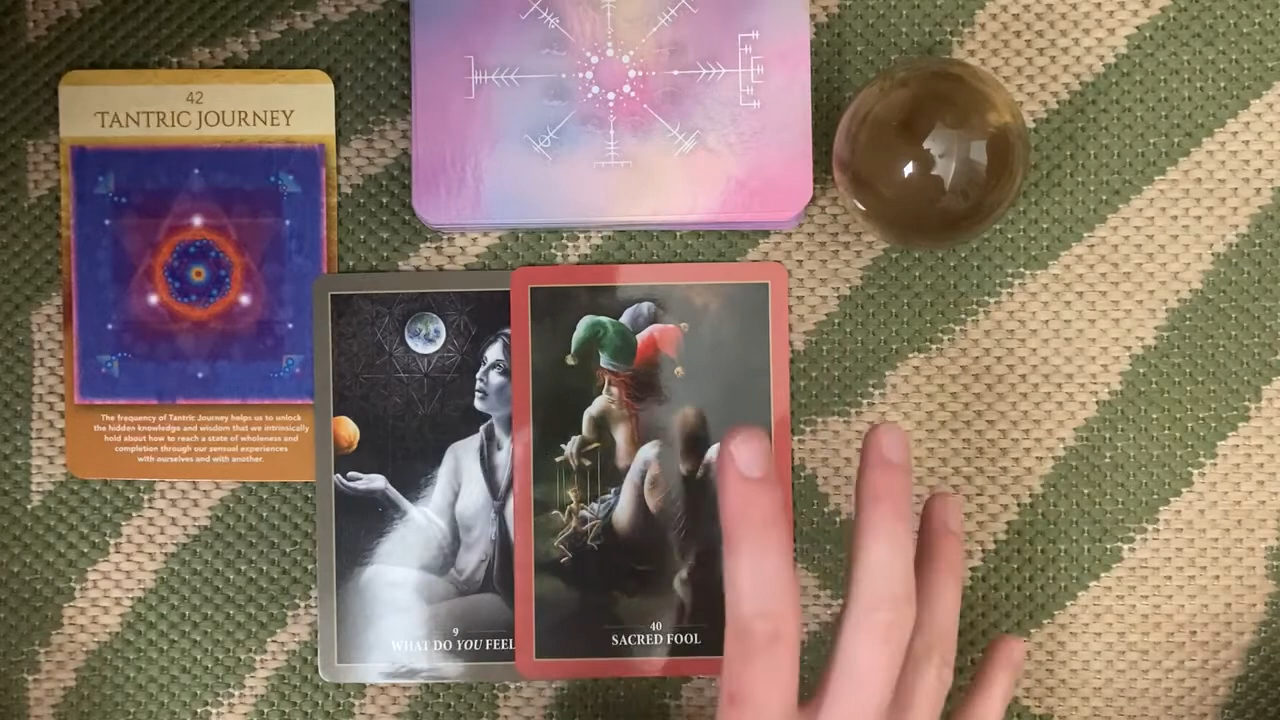 42
TANTRIC JOURNEY
The frequency of Tantric Journey helps us to unlock
the hidden knowledge and wisdom that we intrinsically
hold about how to reach a state of wholeness and
completion through our sensual experiences
with ourselves and with another.
9
WHAT DO YOU FEEL
40
SACRED FOOL